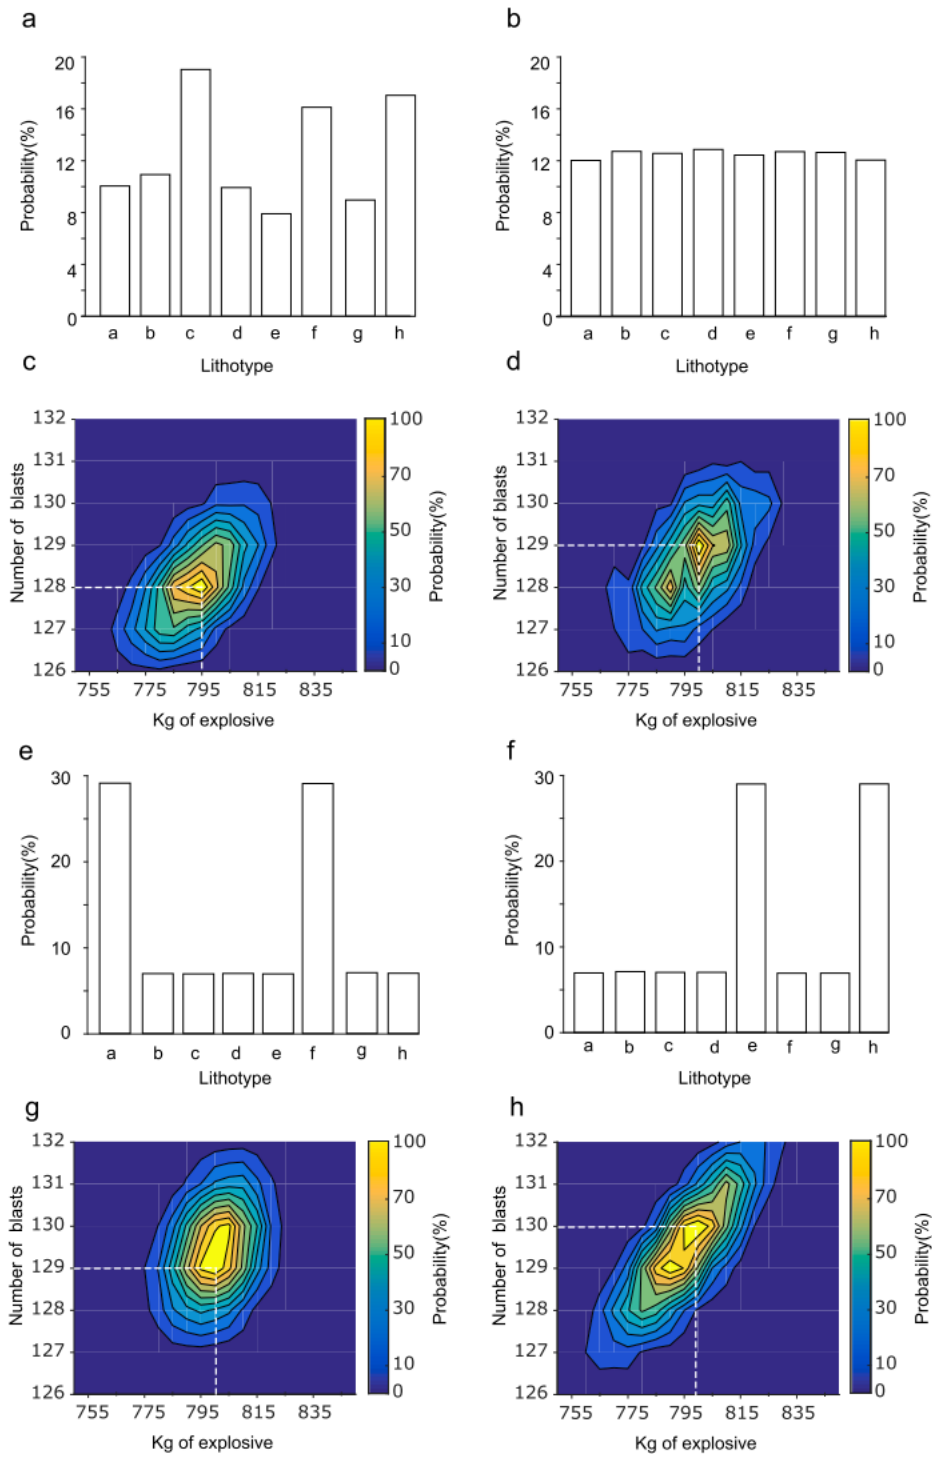 a
b
Probability(%)
20
16
12
8
4
0
a b c d e f g h
Lithotype
Probability(%)
20
16
12
8
4
0
a b c d e f g h
Lithotype
c
d
Number of blasts
132
131
130
129
128
127
126
755 775 795 815 835
Kg of explosive
100
70
50
30
10
0
Probability(%)
Number of blasts
132
131
130
129
128
127
126
755 775 795 815 835
Kg of explosive
100
70
50
30
10
0
Probability(%)
e
f
Probability(%)
30
20
10
0
a b c d e f g h
Lithotype
Probability(%)
30
20
10
0
a b c d e f g h
Lithotype
g
h
Number of blasts
132
131
130
129
128
127
126
755 775 795 815 835
Kg of explosive
100
70
50
30
10
0
Probability(%)
Number of blasts
132
131
130
129
128
127
126
755 775 795 815 835
Kg of explosive
100
70
50
30
10
0
Probability(%)